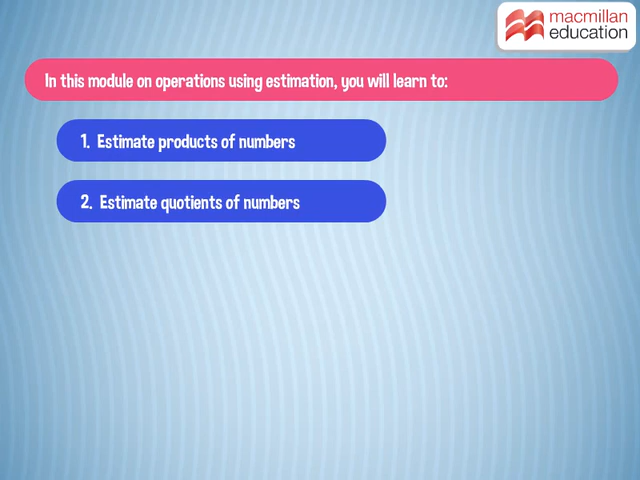 macmillan
education
In this module on operations using estimation, you will learn to:
1. Estimate products of numbers
2. Estimate quotients of numbers